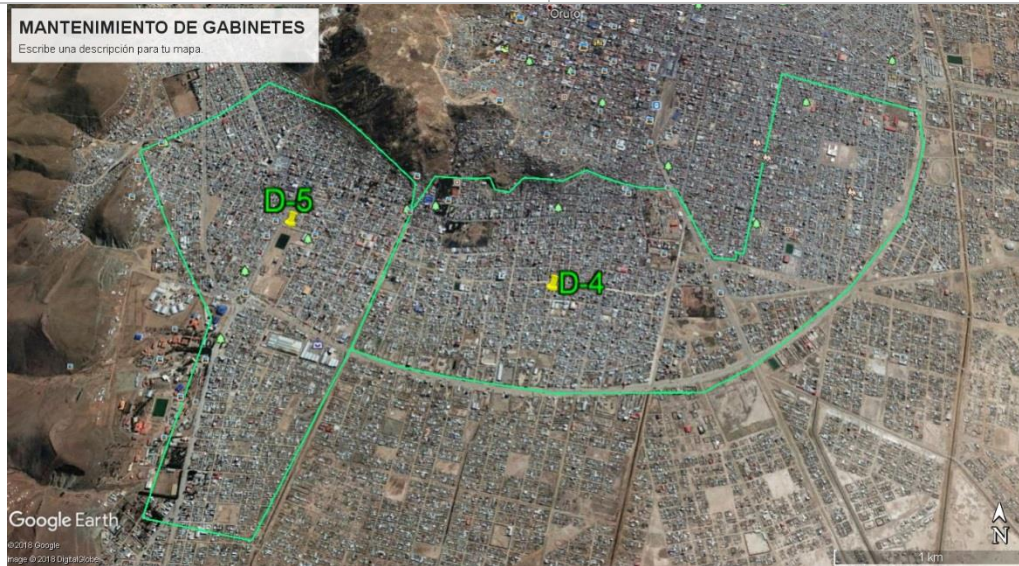 MANTENIMIENTO DE GABINETES
Escribe una descripción para tu mapa.
Oruro
D-5
D-4
Google Earth
©2018 Google
Image © 2018 DigitalGlobe
1 km
N